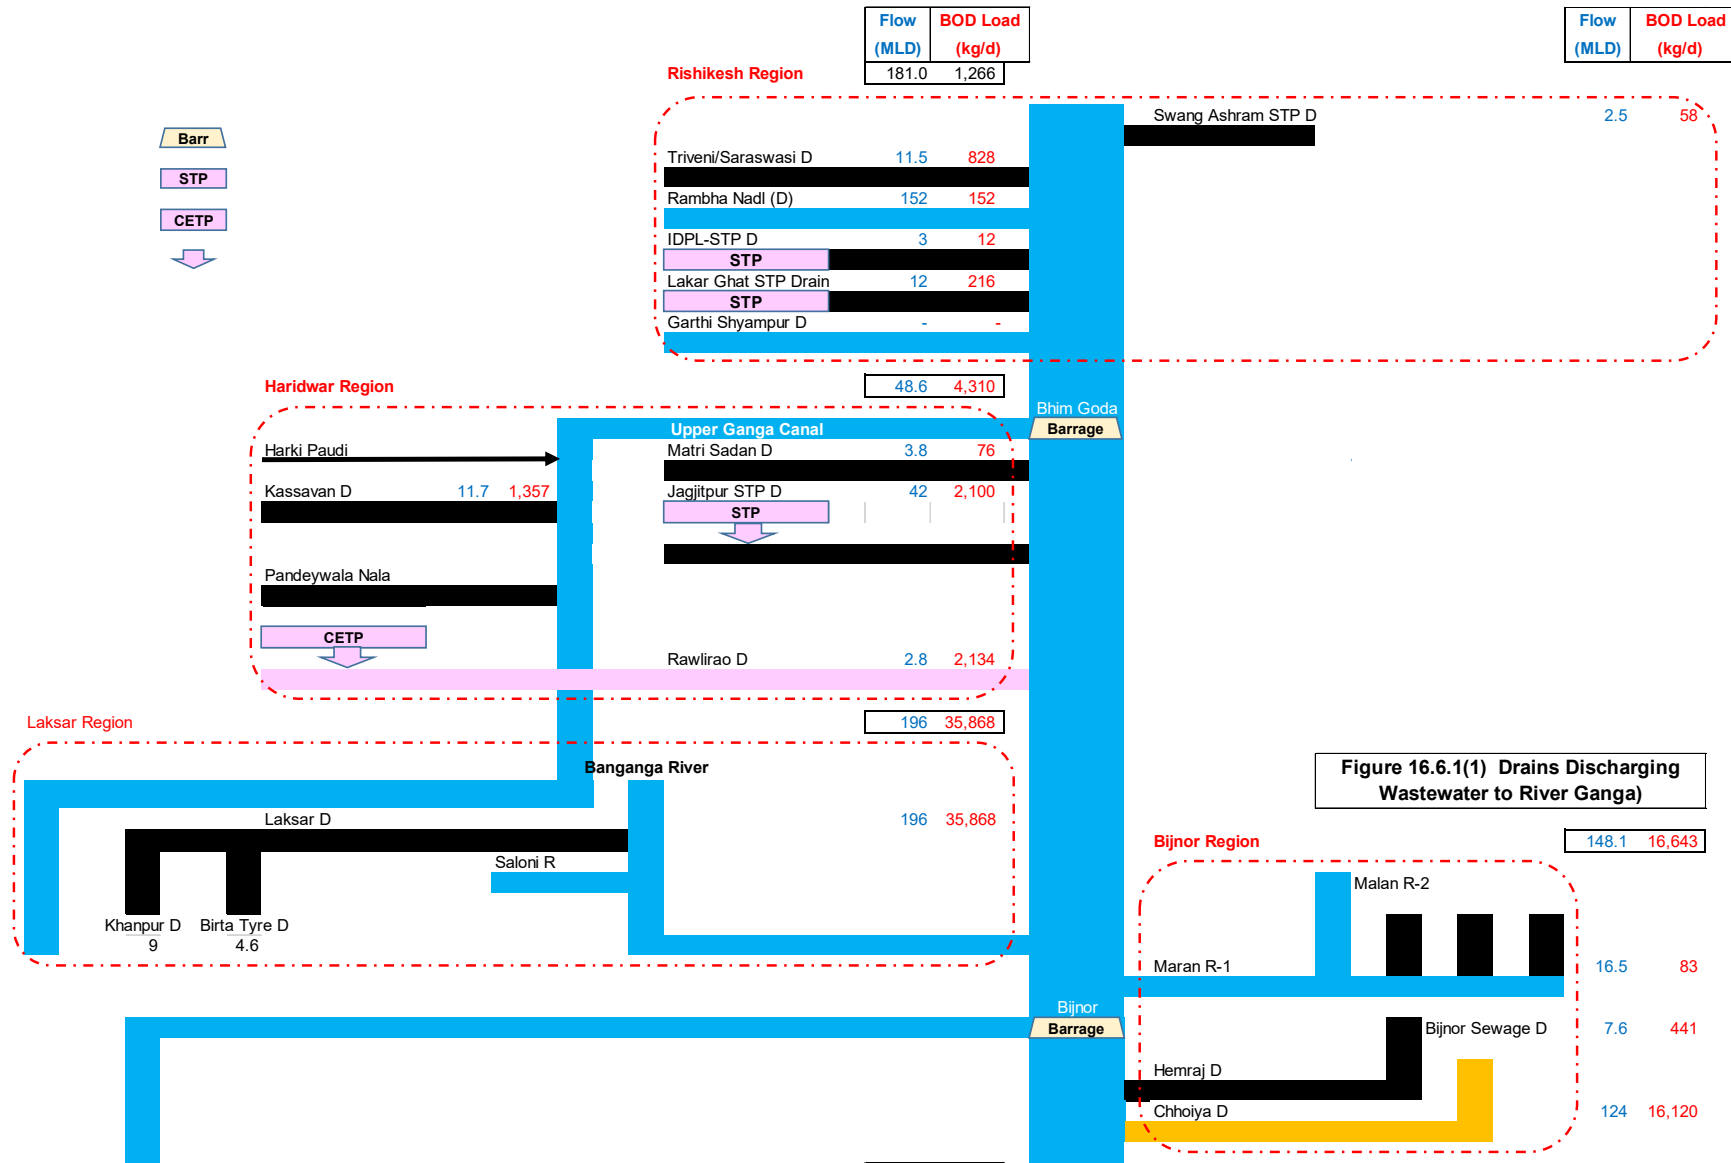 Flow BOD Load Flow BOD Load
(MLD) (kg/d) (MLD) (kg/d)
Rishikesh Region 181.0 1,266
Swang Ashram STP D 2.5 58
Barr
Triveni/Saraswasi D 11.5 828
STP
Rambha Nadl (D) 152 152
CETP
IDPL-STP D 3 12
STP
Lakar Ghat STP Drain 12 216
STP
Garthi Shyampur D - -
Haridwar Region 48.6 4,310
Bhim Goda
Upper Ganga Canal Barrage
Harki Paudi Matri Sadan D 3.8 76
Kassavan D 11.7 1,357 Jagjitpur STP D 42 2,100
STP
Pandeywala Nala
CETP
Rawlirao D 2.8 2,134
Laksar Region 196 35,868
Banganga River
Figure 16.6.1(1) Drains Discharging
Wastewater to River Ganga)
Laksar D 196 35,868
Bijnor Region 148.1 16,643
Saloni R
Malan R-2
Khanpur D Birta Tyre D
9 4.6
Maran R-1 16.5 83
Bijnor
Barrage Bijnor Sewage D 7.6 441
Hemraj D
Chhoiya D 124 16,120